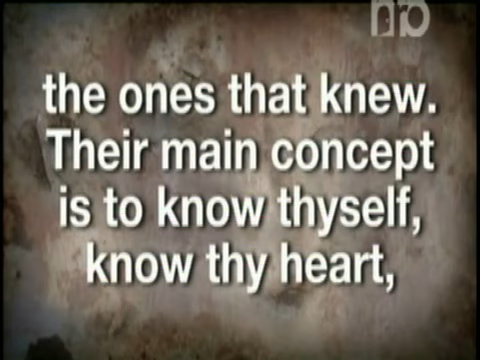 the ones that knew.
Their main concept
is to know thyself,
know thy heart,